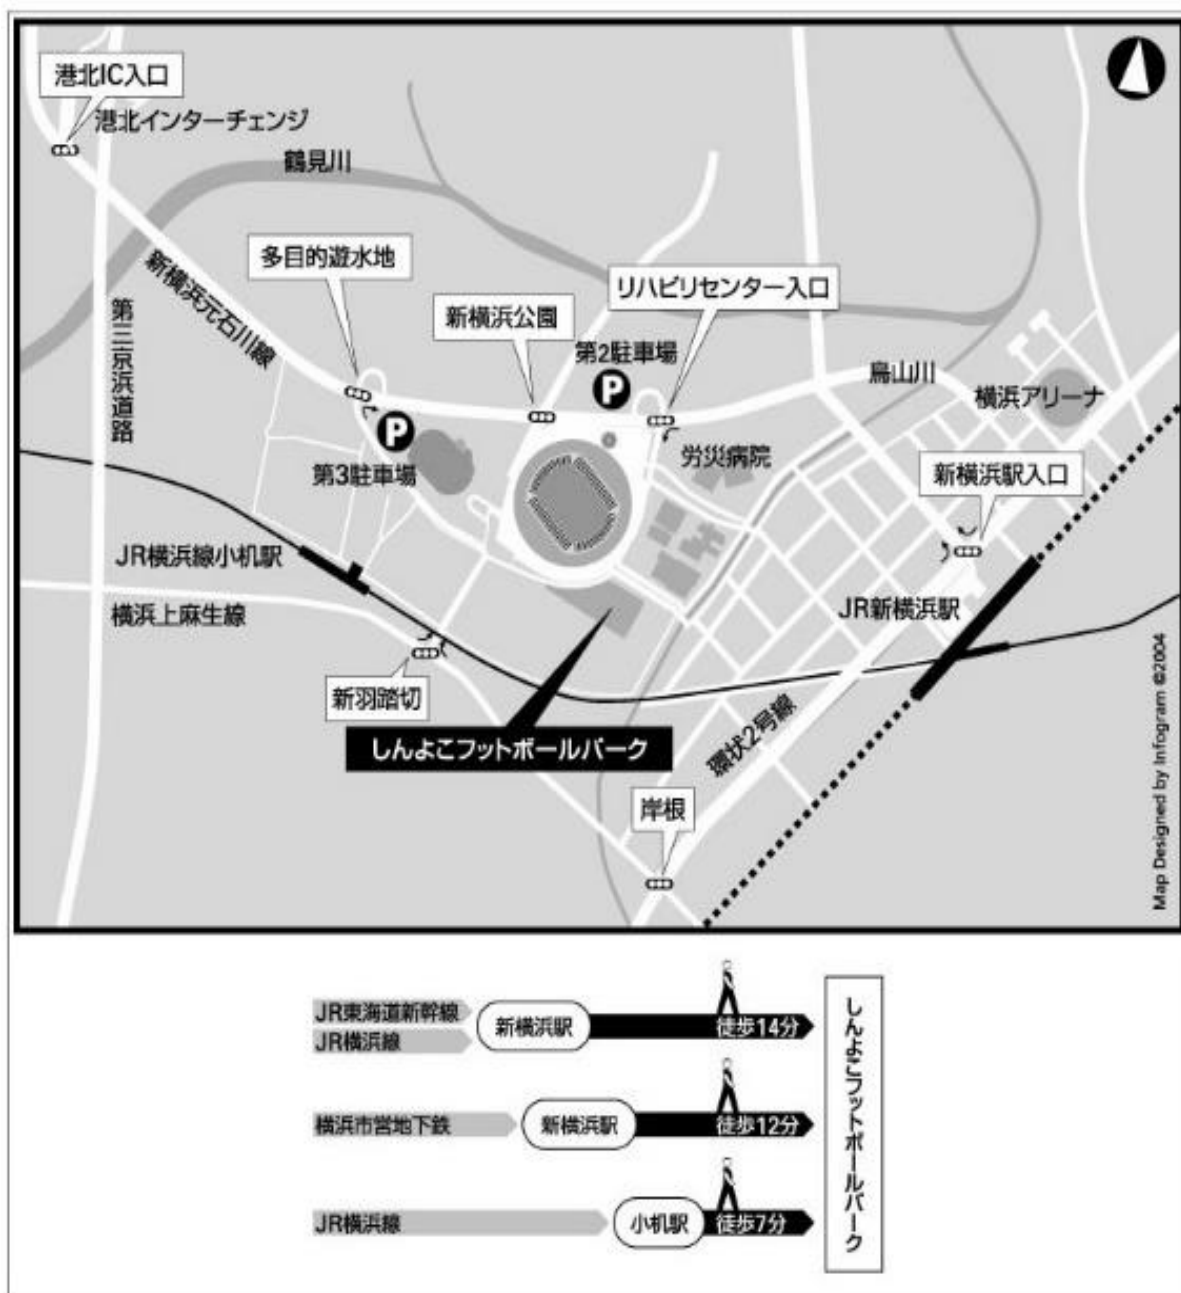 港北IC入口
港北インターチェンジ
鶴見川
多目的遊水地
リハビリセンター入口
新横浜元石川線
第三京浜道路
新横浜公園
第2駐車場
P
鳥山川
横浜アリーナ
P
第3駐車場
労災病院
新横浜駅入口
JR横浜線小机駅
横浜上麻生線
JR新横浜駅
新羽踏切
しんよこフットボールパーク
環状2号線
岸根
Map Designed by Infogram ©2004
JR東海道新幹線
JR横浜線
新横浜駅
徒歩14分
横浜市営地下鉄
新横浜駅
徒歩12分
JR横浜線
小机駅
徒歩7分
しんよこフットボールパーク